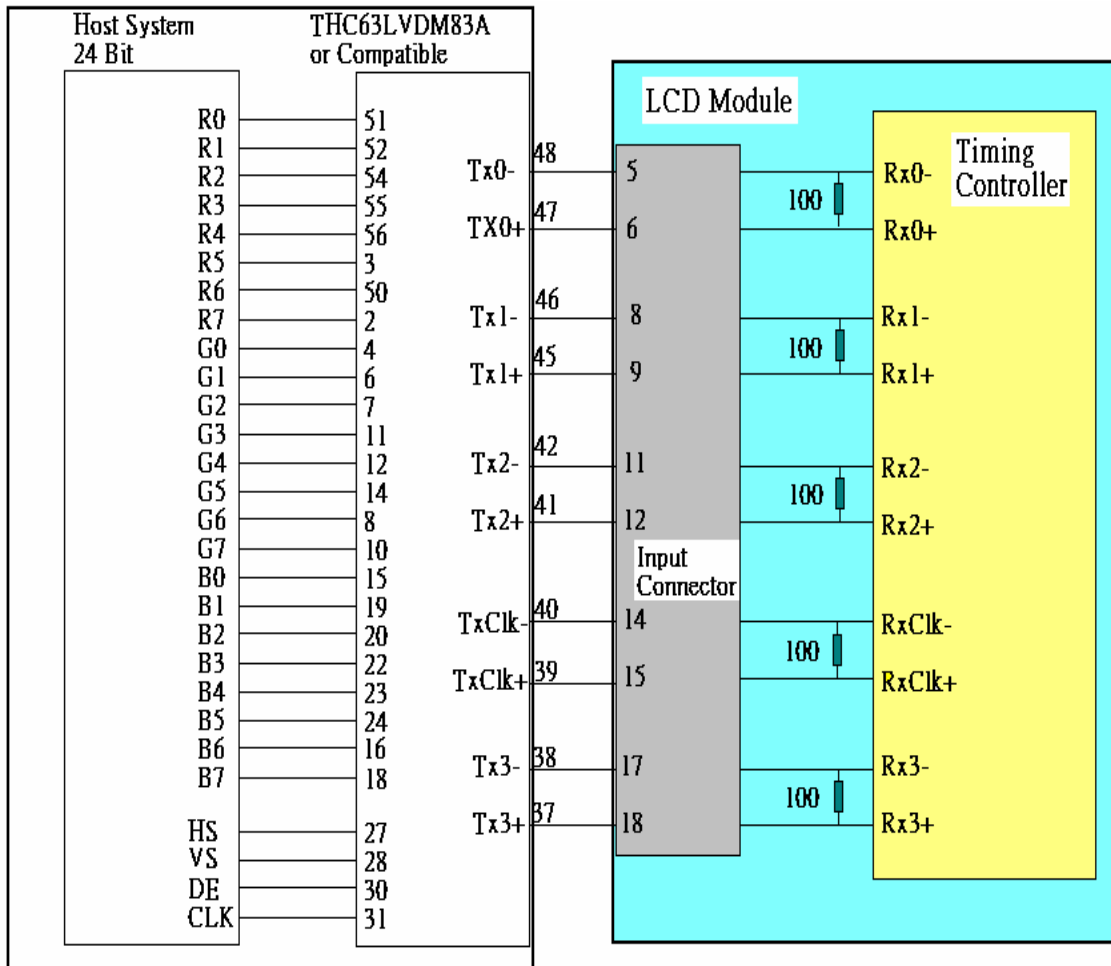 Host System
24 Bit
THC63LVDM83A
or Compatible
LCD Module
Timing
Controller
Input
Connector
R0 51
R1 52
R2 54
R3 55
R4 56
R5 3
R6 50
R7 2
G0 4
G1 6
G2 7
G3 11
G4 12
G5 14
G6 8
G7 10
B0 15
B1 19
B2 20
B3 22
B4 23
B5 24
B6 16
B7 18
HS 27
VS 28
DE 30
CLK 31
Tx0- 48 5 Rx0-
100
TX0+ 47 6 Rx0+
Tx1- 46 8 Rx1-
100
Tx1+ 45 9 Rx1+
Tx2- 42 11 Rx2-
100
Tx2+ 41 12 Rx2+
TxClk- 40 14 RxClk-
100
TxClk+ 39 15 RxClk+
Tx3- 38 17 Rx3-
100
Tx3+ 37 18 Rx3+